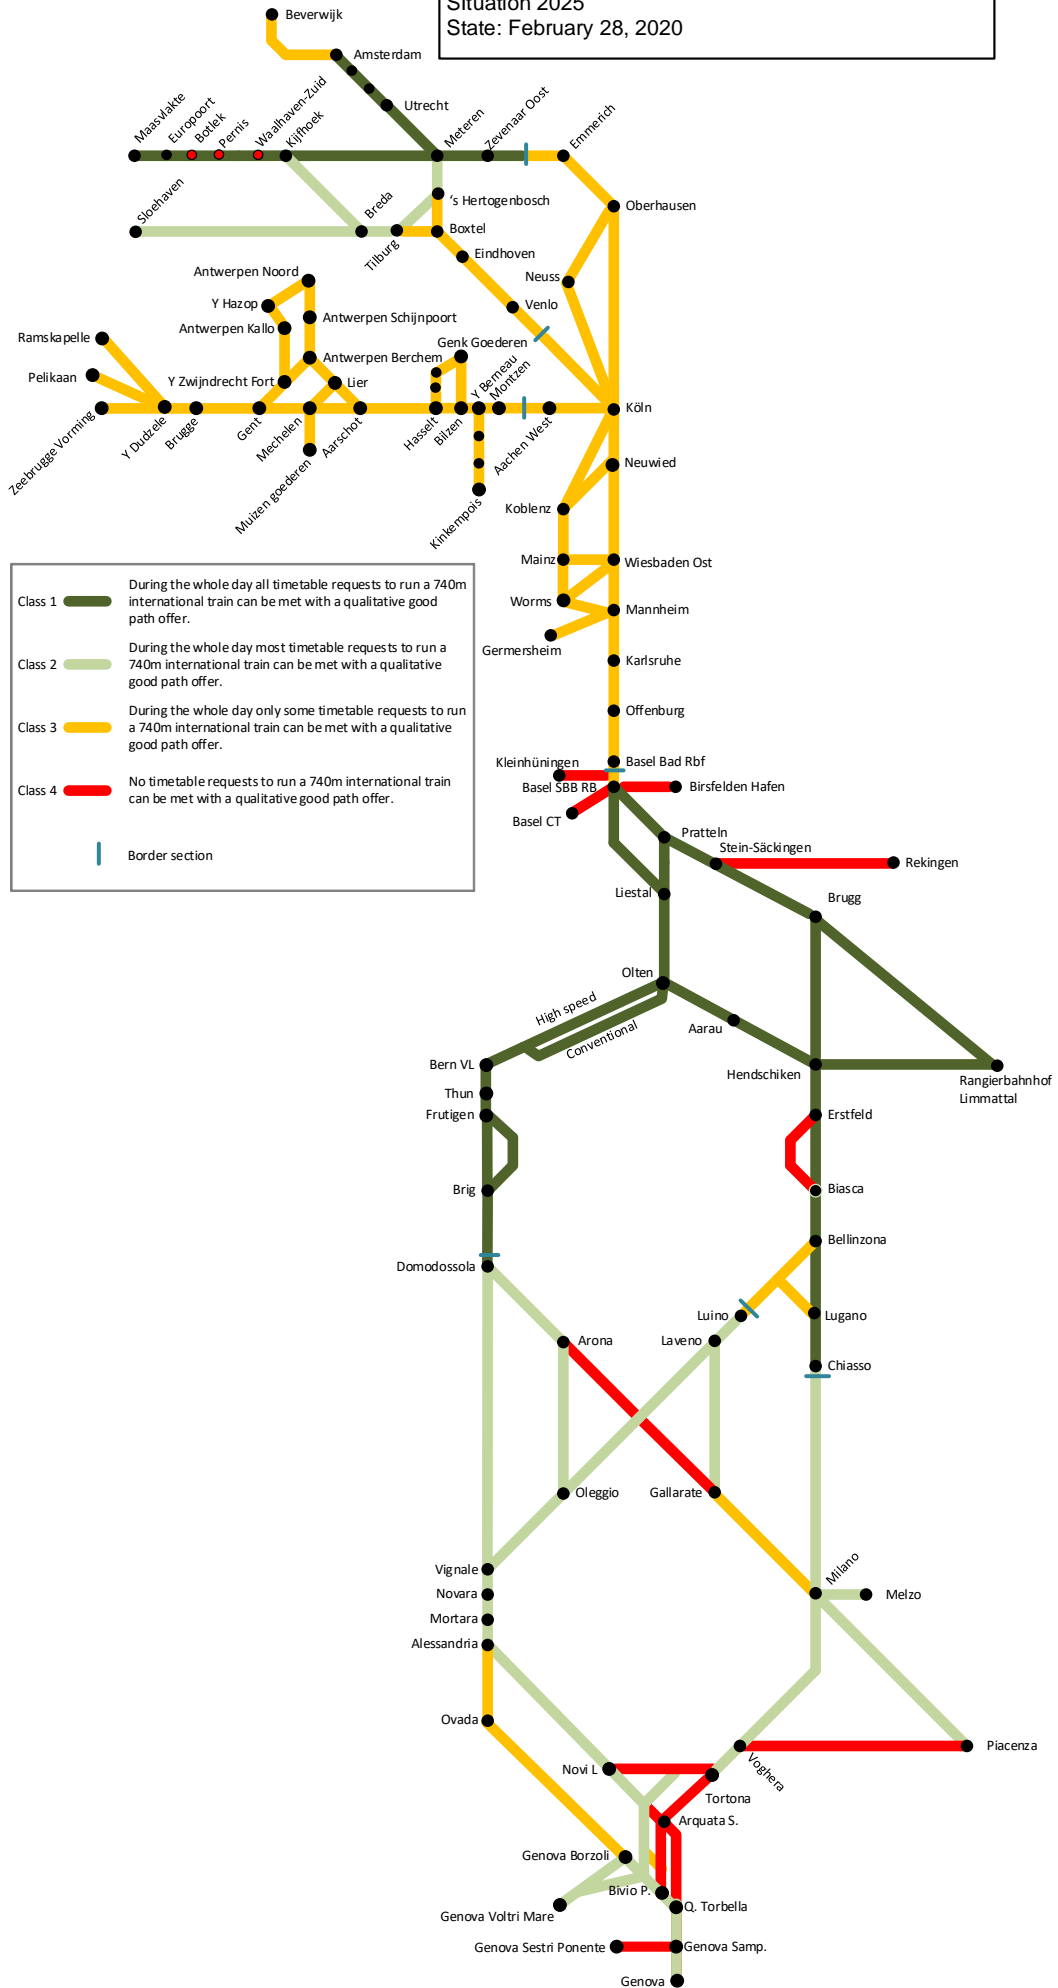 Situation 2025
State: February 28, 2020
Beverwijk
Amsterdam
Utrecht
Maasvlakte
Europoort
Botlek
Pernis
Waalhaven-Zuid
Kijfhoek
Meteren
Zevenaar Oost
Emmerich
Sloehaven
Breda
Tilburg
's Hertogenbosch
Boxtel
Eindhoven
Venlo
Oberhausen
Neuss
Antwerpen Noord
Y Hazop
Antwerpen Kallo
Antwerpen Schijnpoort
Antwerpen Berchem
Y Zwijndrecht Fort
Lier
Ramskapelle
Pelikaan
Zeebrugge Vorming
Y Dudzele
Brugge
Gent
Mechelen
Muizen goederen
Aarschot
Hasselt
Bilzen
Genk Goederen
Y Berneau
Montzen
Kinkempois
Aachen West
Köln
Neuwied
Koblenz
Mainz
Wiesbaden Ost
Worms
Mannheim
Germersheim
Karlsruhe
Offenburg
Class 1
During the whole day all timetable requests to run a 740m
international train can be met with a qualitative good
path offer.
Class 2
During the whole day most timetable requests to run a
740m international train can be met with a qualitative
good path offer.
Class 3
During the whole day only some timetable requests to run
a 740m international train can be met with a qualitative
good path offer.
Class 4
No timetable requests to run a 740m international train
can be met with a qualitative good path offer.
Border section
Kleinhüningen
Basel Bad Rbf
Basel SBB RB
Birsfelden Hafen
Basel CT
Pratteln
Stein-Säckingen
Rekingen
Liestal
Brugg
Olten
High speed
Conventional
Aarau
Bern VL
Hendschiken
Rangierbahnhof
Limmattal
Thun
Frutigen
Erstfeld
Brig
Biasca
Bellinzona
Domodossola
Luino
Lugano
Arona
Laveno
Chiasso
Oleggio
Gallarate
Vignale
Novara
Mortara
Alessandria
Milano
Melzo
Ovada
Voghera
Piacenza
Novi L
Tortona
Arquata S.
Genova Borzoli
Bivio P.
Q. Torbella
Genova Voltri Mare
Genova Sestri Ponente
Genova Samp.
Genova